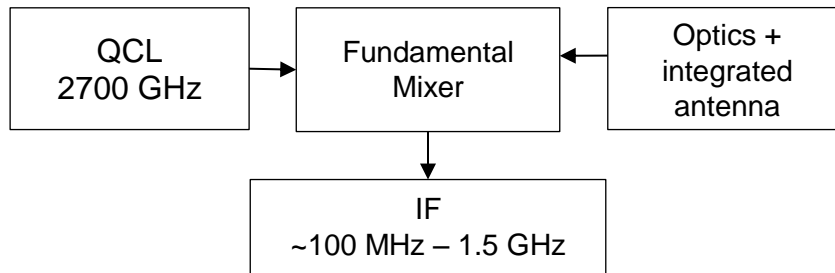 QCL
2700 GHz
Fundamental
Mixer
Optics +
integrated
antenna
IF
~100 MHz – 1.5 GHz